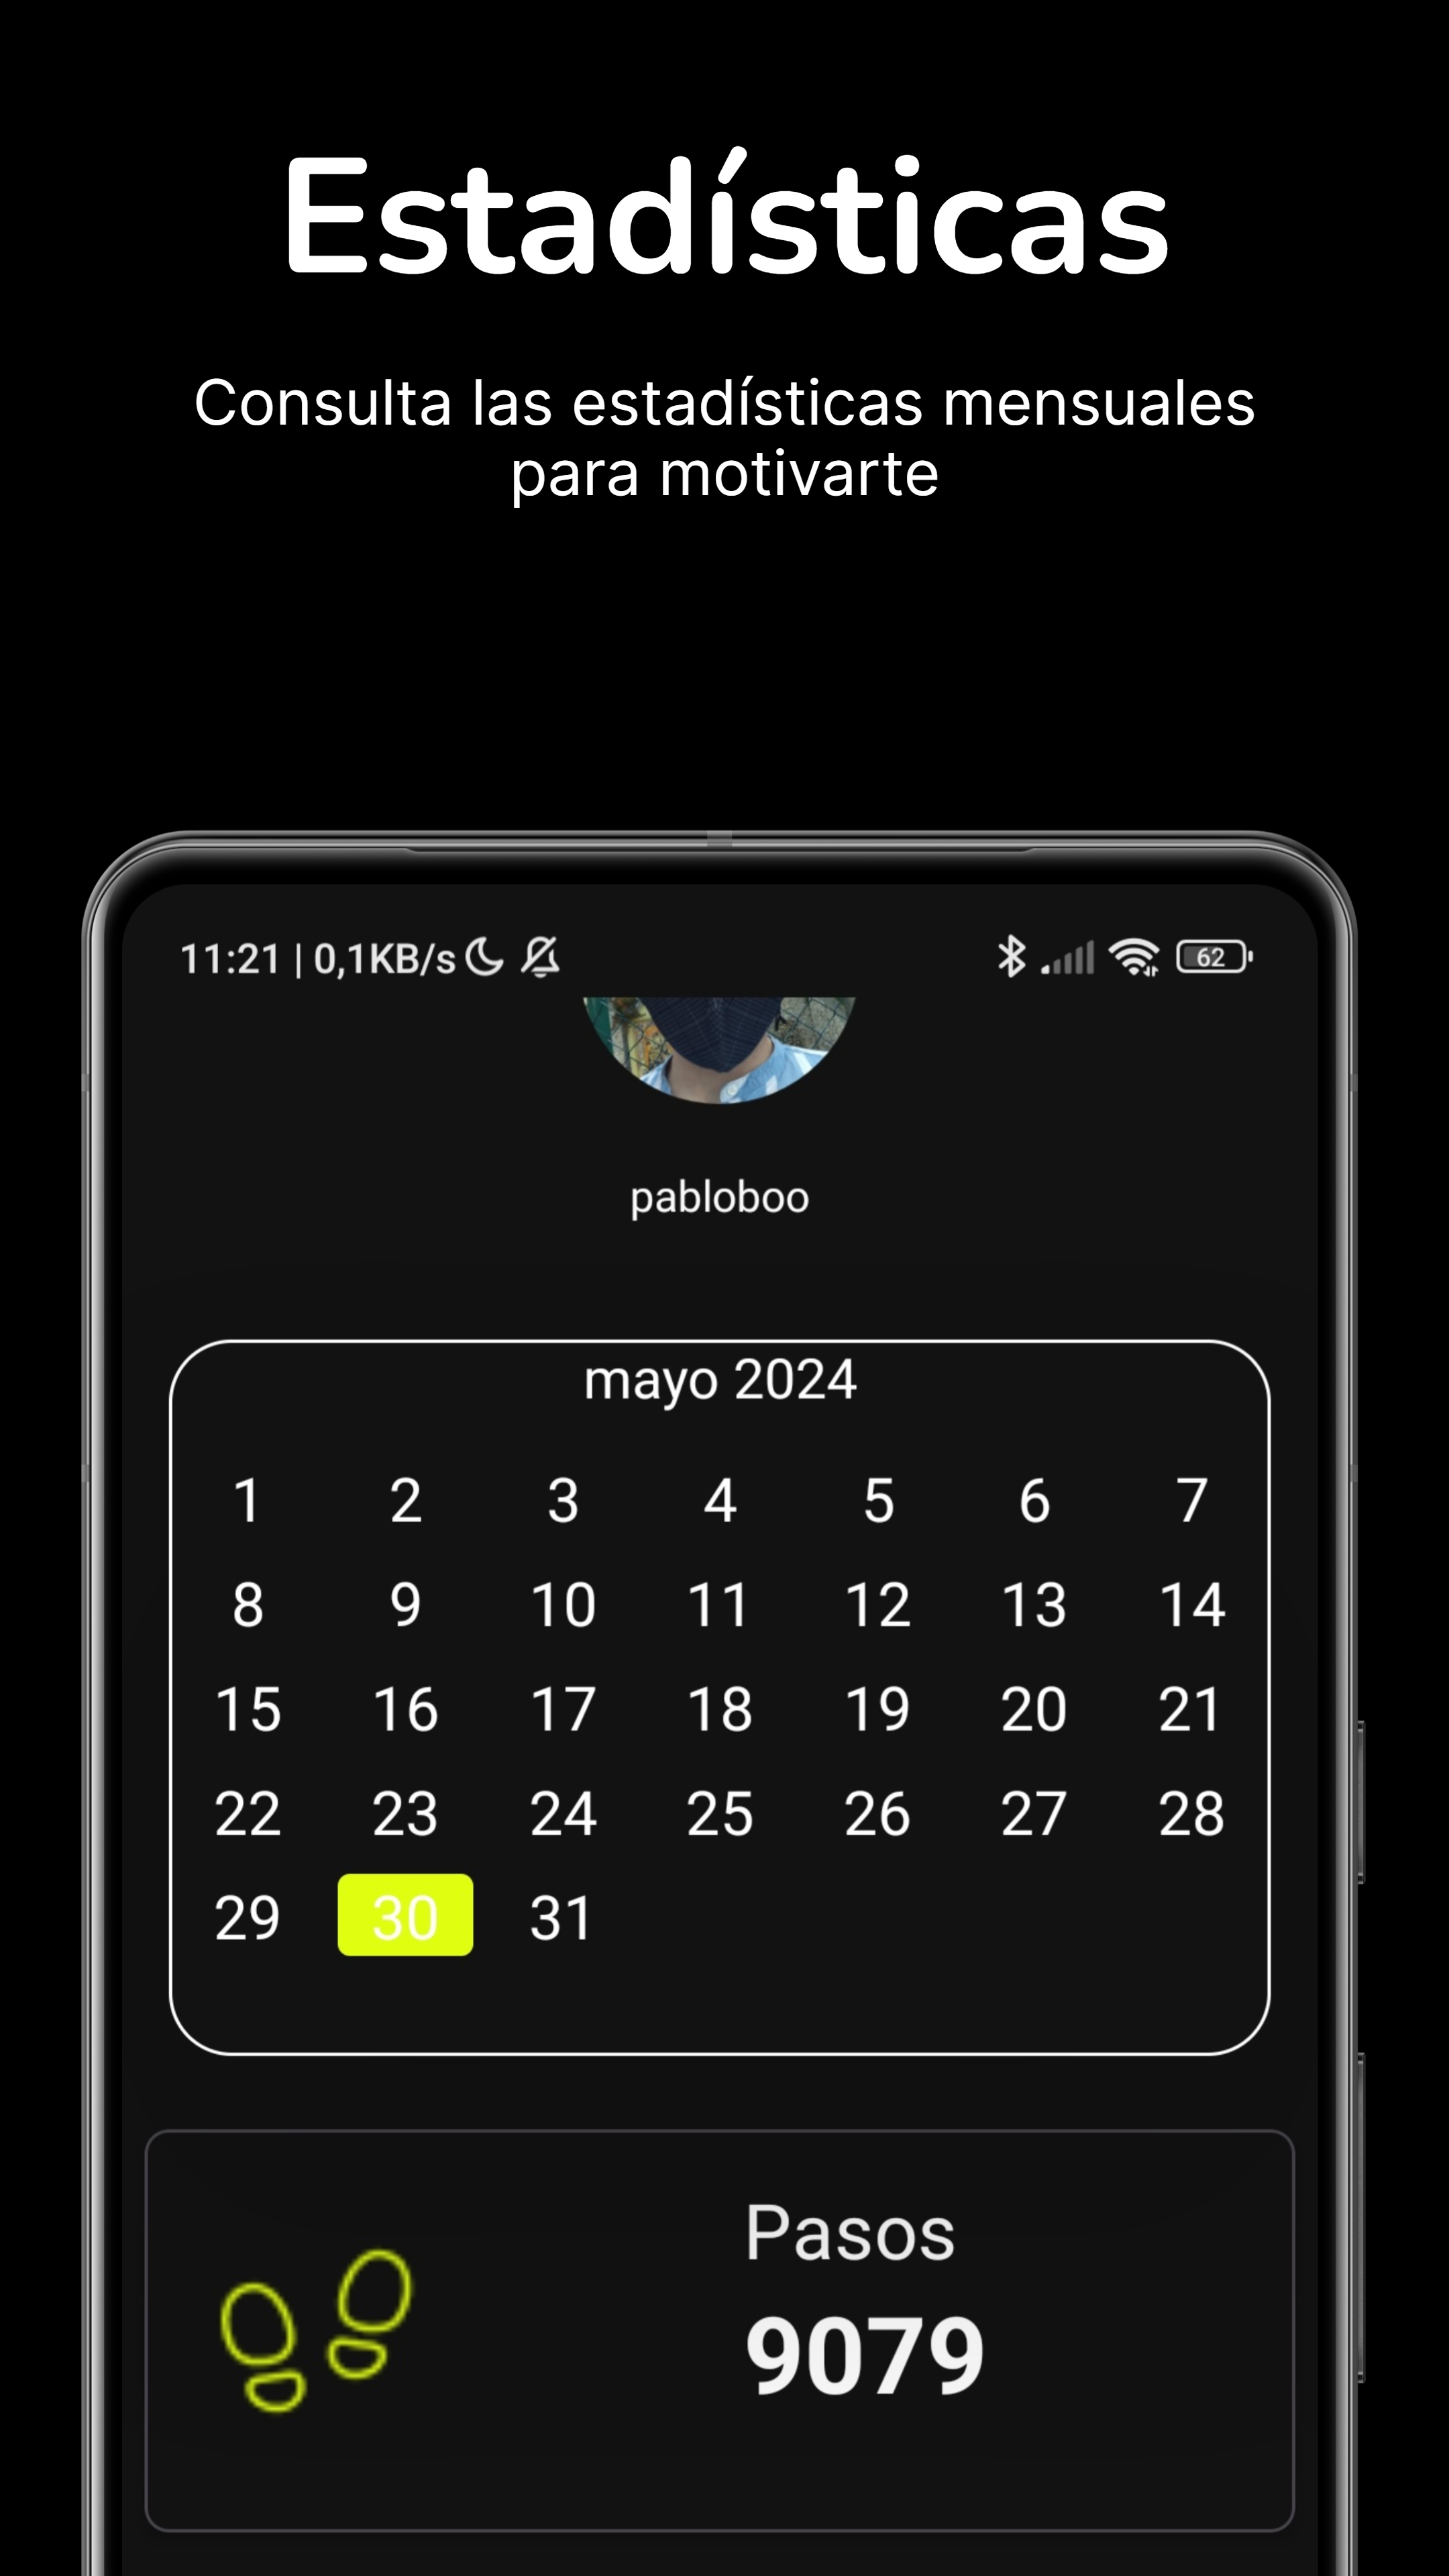 Estadísticas
Consulta las estadísticas mensuales
para motivarte
11:21 | 0,1KB/s 62
pabloboo
mayo 2024
1 2 3 4 5 6 7
8 9 10 11 12 13 14
15 16 17 18 19 20 21
22 23 24 25 26 27 28
29 30 31
Pasos
9079